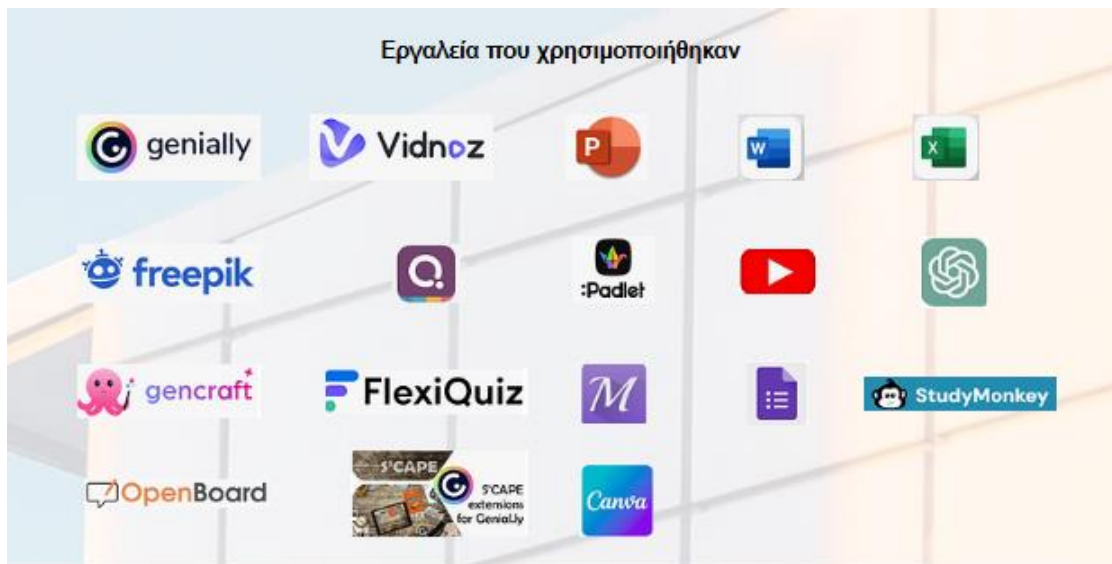 Εργαλεία που χρησιμοποιήθηκαν
genially
Vidnoz
P
W
X
freepik
Q
:Padlet
gencraft
FlexiQuiz
M
StudyMonkey
OpenBoard
S'CAPE
S'CAPE
extensions
for Genial.ly
Canva